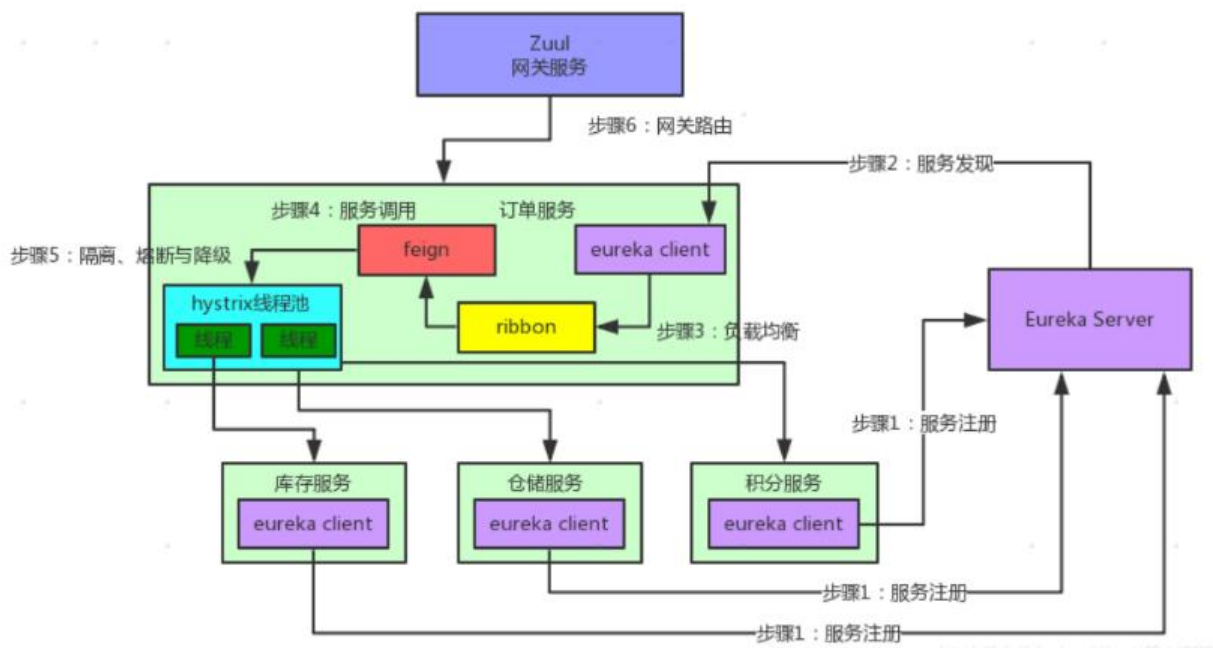 Zuul
网关服务
步骤6：网关路由
步骤2：服务发现
步骤4：服务调用
订单服务
步骤5：隔离、熔断与降级
feign
eureka client
hystrix线程池
线程
线程
ribbon
步骤3：负载均衡
Eureka Server
步骤1：服务注册
库存服务
eureka client
仓储服务
eureka client
积分服务
eureka client
步骤1：服务注册
步骤1：服务注册